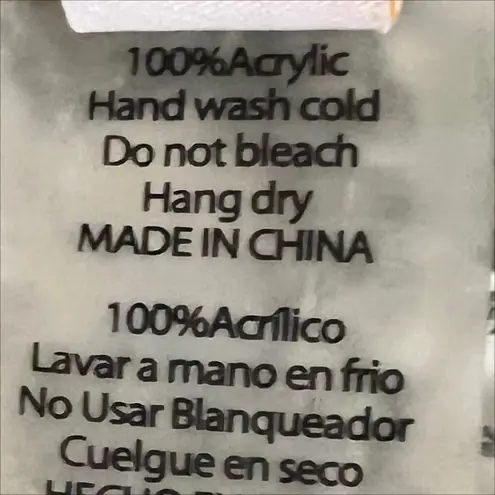 100%Acrylic
Hand wash cold
Do not bleach
Hang dry
MADE IN CHINA
100%Acrílico
Lavar a mano en frio
No Usar Blanqueador
Cuelgue en seco
HECHO